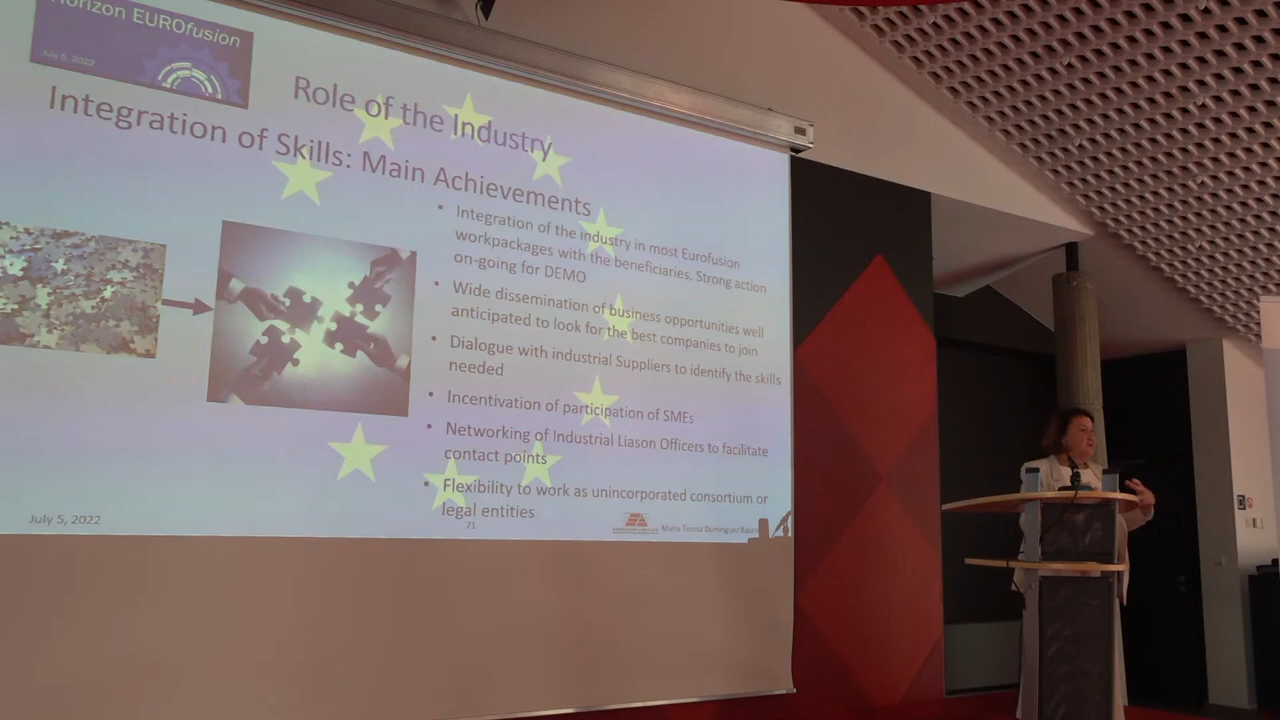 Horizon EUROfusion
July 5, 2022
Role of the Industry
Integration of Skills: Main Achievements
• Integration of the industry in most Eurofusion
workpackages with the beneficiaries. Strong action
on-going for DEMO
• Wide dissemination of business opportunities well
anticipated to look for the best companies to join
• Dialogue with industrial Suppliers to identify the skills
needed
• Incentivation of participation of SMEs
• Networking of Industrial Liason Officers to facilitate
contact points
• Flexibility to work as unincorporated consortium or
legal entities
July 5, 2022
71
Maria Teresa Domínguez